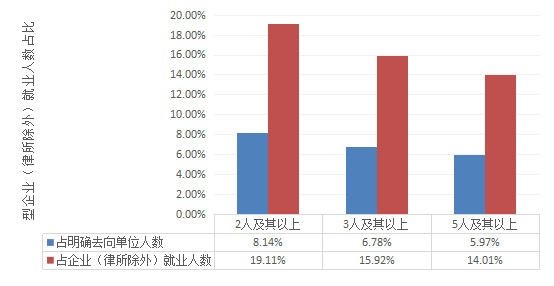 型企业（律所除外）就业人数占比
20.00%
18.00%
16.00%
14.00%
12.00%
10.00%
8.00%
6.00%
4.00%
2.00%
0.00%
2人及其以上 3人及其以上 5人及其以上
占明确去向单位人数 8.14% 6.78% 5.97%
占企业（律所除外）就业人数 19.11% 15.92% 14.01%